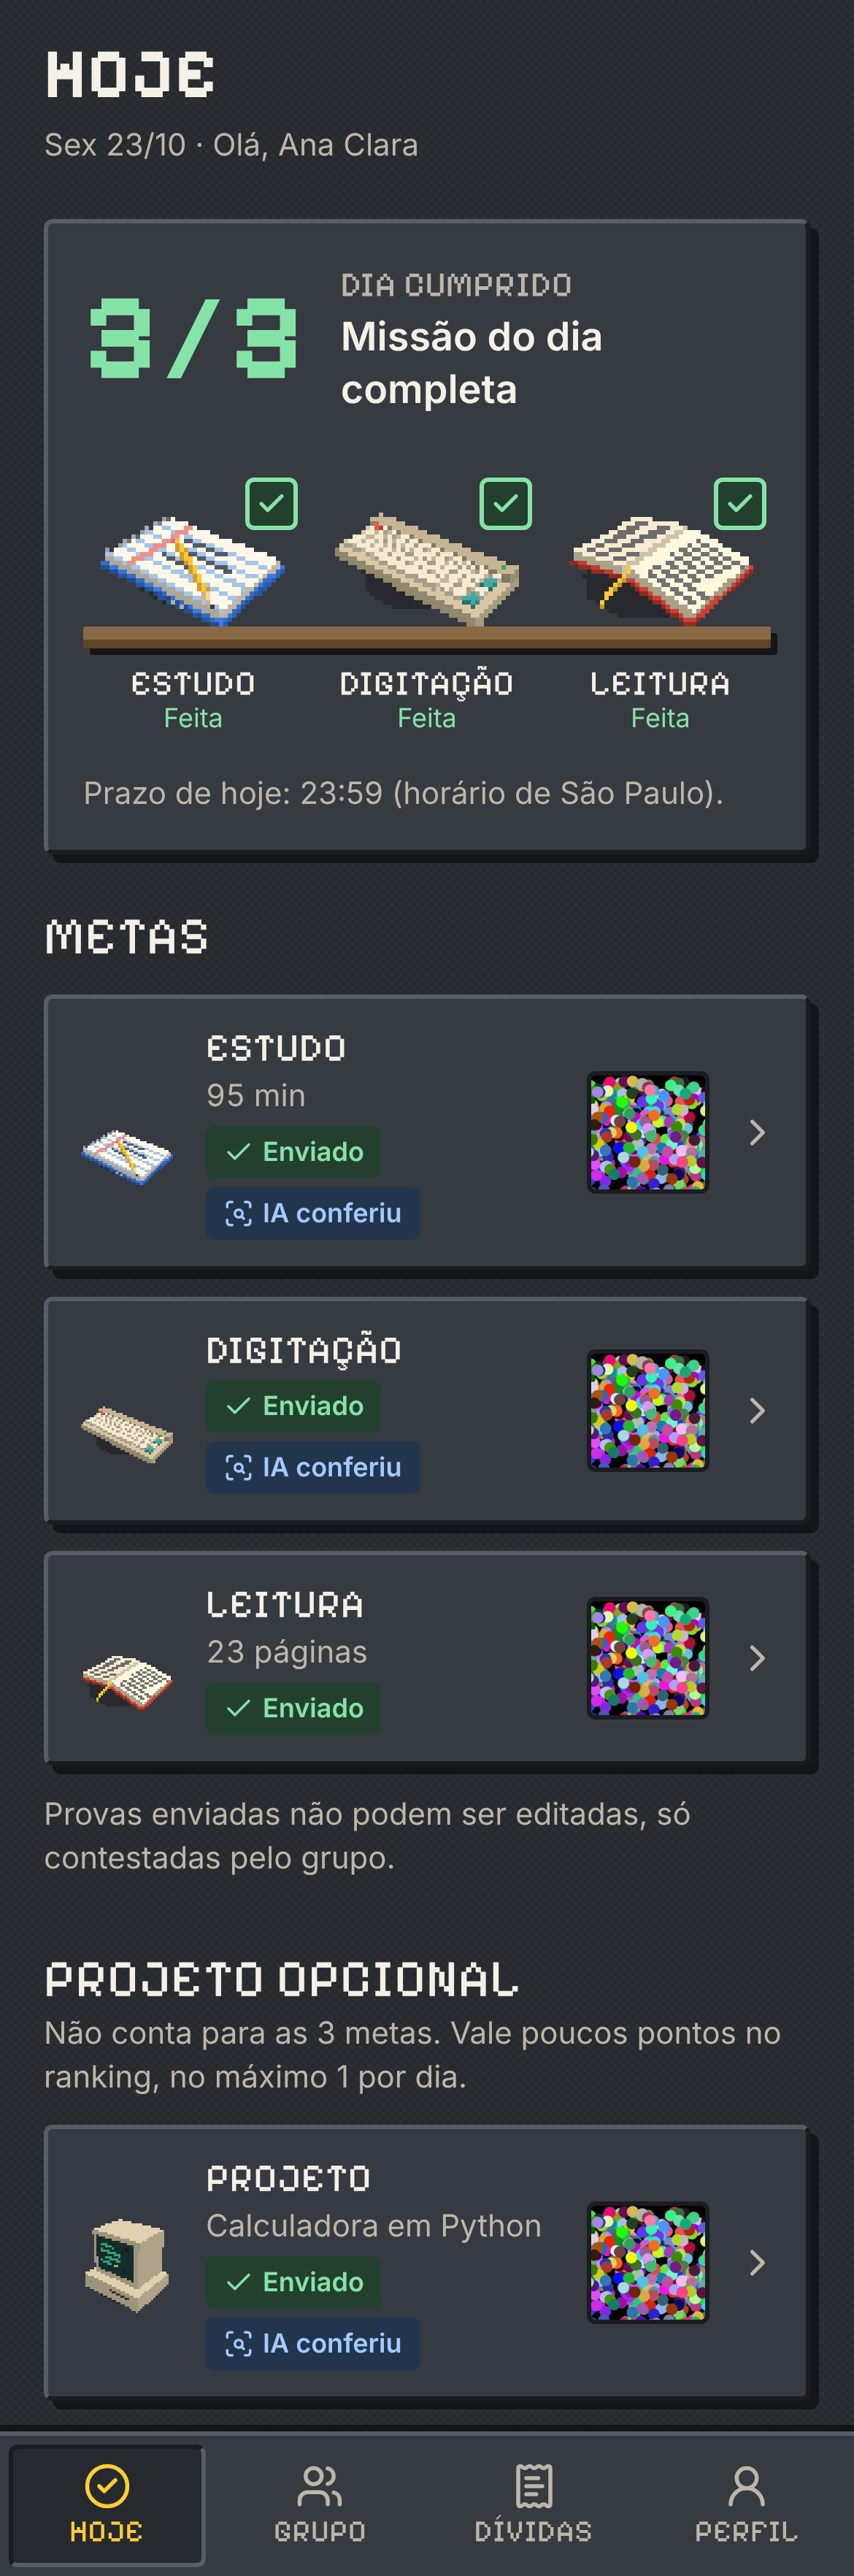 HOJE
Sex 23/10 · Olá, Ana Clara
3/3
DIA CUMPRIDO
Missão do dia
completa
ESTUDO
Feita
DIGITAÇÃO
Feita
LEITURA
Feita
Prazo de hoje: 23:59 (horário de São Paulo).
METAS
ESTUDO
95 min
Enviado
IA conferiu
DIGITAÇÃO
Enviado
IA conferiu
LEITURA
23 páginas
Enviado
Provas enviadas não podem ser editadas, só
contestadas pelo grupo.
PROJETO OPCIONAL
Não conta para as 3 metas. Vale poucos pontos no
ranking, no máximo 1 por dia.
PROJETO
Calculadora em Python
Enviado
IA conferiu
HOJE
GRUPO
DÍVIDAS
PERFIL